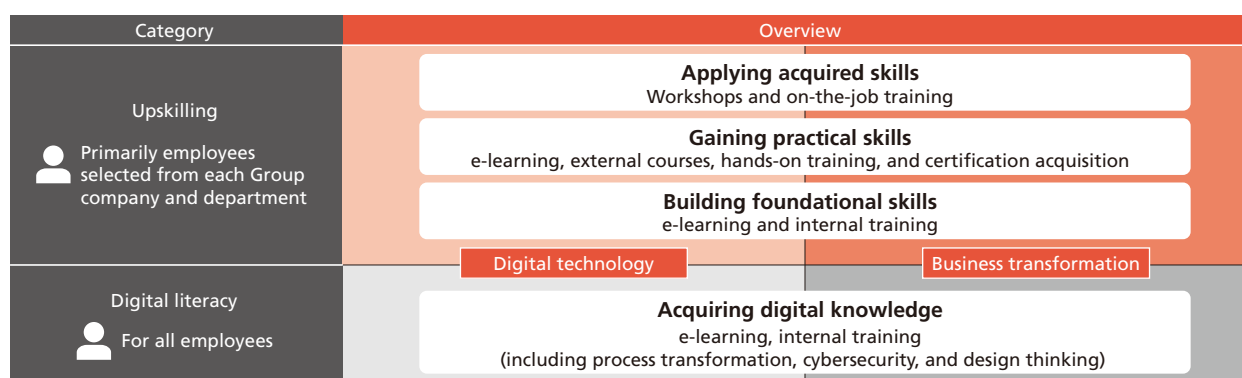 Category
Overview
Upskilling
Primarily employees
selected from each Group
company and department
Applying acquired skills
Workshops and on-the-job training
Gaining practical skills
e-learning, external courses, hands-on training, and certification acquisition
Building foundational skills
e-learning and internal training
Digital technology
Business transformation
Digital literacy
For all employees
Acquiring digital knowledge
e-learning, internal training
(including process transformation, cybersecurity, and design thinking)